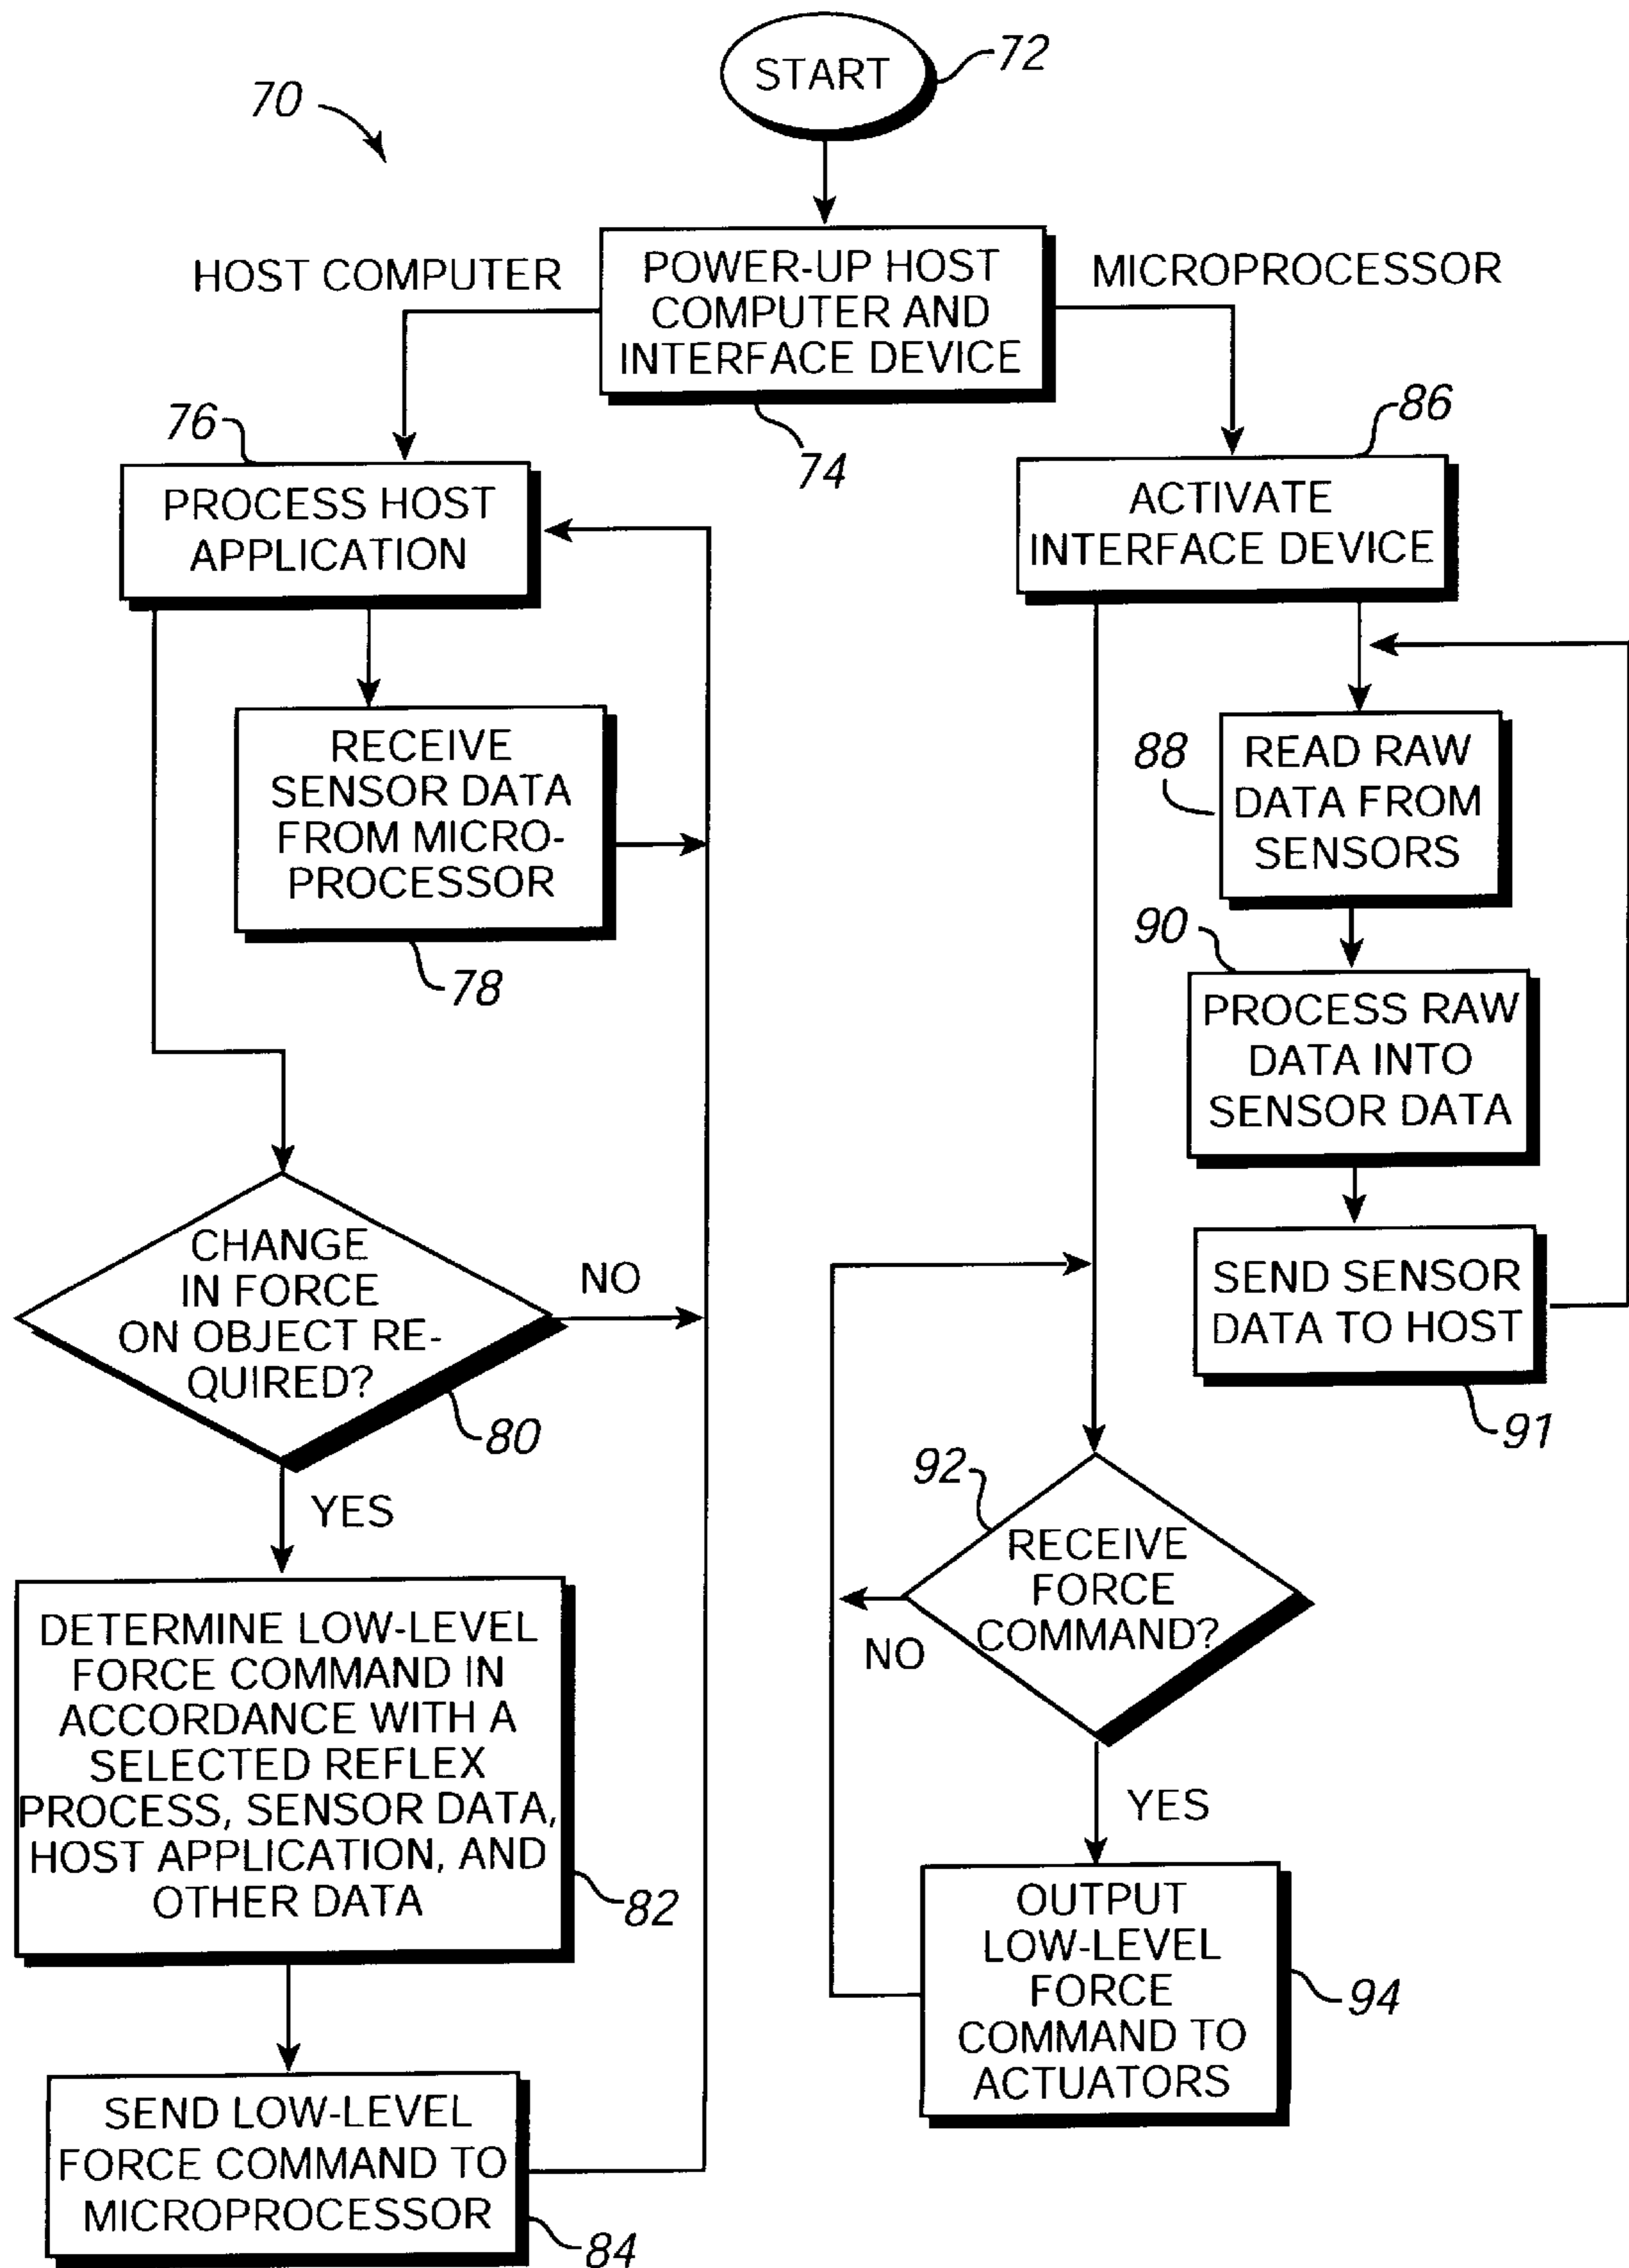 START
72
70
HOST COMPUTER
POWER-UP HOST
COMPUTER AND
INTERFACE DEVICE
MICROPROCESSOR
74
76
PROCESS HOST
APPLICATION
86
ACTIVATE
INTERFACE DEVICE
RECEIVE
SENSOR DATA
FROM MICRO-
PROCESSOR
78
88
READ RAW
DATA FROM
SENSORS
90
PROCESS RAW
DATA INTO
SENSOR DATA
SEND SENSOR
DATA TO HOST
91
CHANGE
IN FORCE
ON OBJECT RE-
QUIRED?
NO
80
YES
92
RECEIVE
FORCE
COMMAND?
NO
YES
DETERMINE LOW-LEVEL
FORCE COMMAND IN
ACCORDANCE WITH A
SELECTED REFLEX
PROCESS, SENSOR DATA,
HOST APPLICATION, AND
OTHER DATA
82
OUTPUT
LOW-LEVEL
FORCE
COMMAND TO
ACTUATORS
94
SEND LOW-LEVEL
FORCE COMMAND TO
MICROPROCESSOR
84